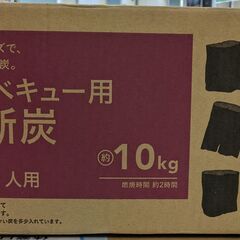 ズで、
炭。
ベキュー用
断炭
約10kg
燃焼時間 約2時間
人用